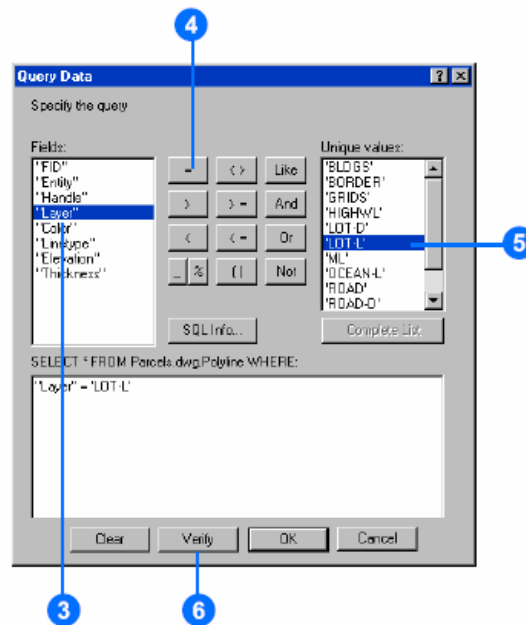 4
Query Data
Specify the query
Fields:
"FID"
"Entity"
"Handle"
"Layer"
"Color"
"Linetype"
"Elevation"
"Thickness"
= <> Like
> >= And
< <= Or
_ % () Not
SQL Info...
Unique values:
'BLDGS'
'BORDER'
'GRIDS'
'HIGHWL'
'LOT-D'
'LOT-L'
'ML'
'OCEAN-L'
'ROAD'
'ROAD-O'
Complete List
5
SELECT * FROM Parcels.dwg.Polyline WHERE:
"Layer" = 'LOT-L'
Clear Verify OK Cancel
3 6